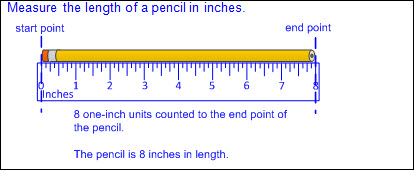 Measure the length of a pencil in inches.
start point
end point
0 1 2 3 4 5 6 7 8
Inches
8 one-inch units counted to the end point of
the pencil.
The pencil is 8 inches in length.